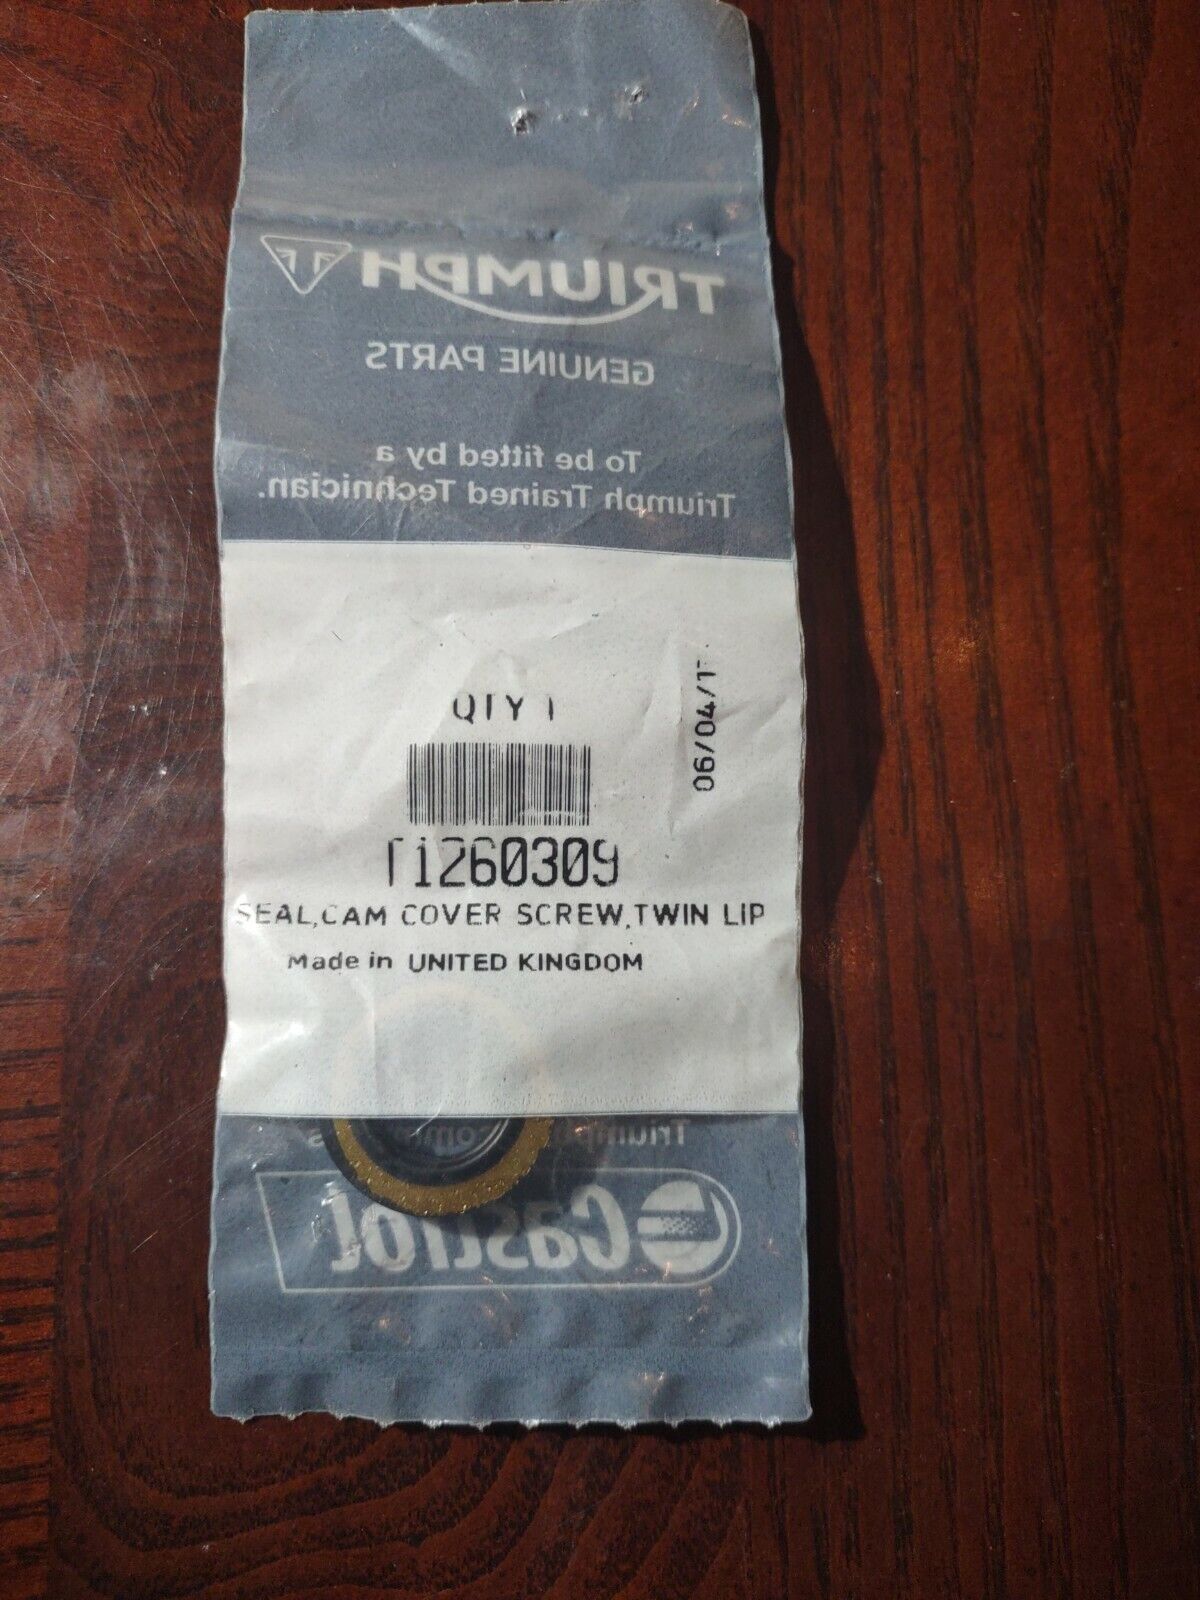 TRIUMPH
GENUINE PARTS
To be fitted by a
Triumph Trained Technician.
QTY 1
06/04/1
T1260309
SEAL,CAM COVER SCREW,TWIN LIP
Made in UNITED KINGDOM
Castrol